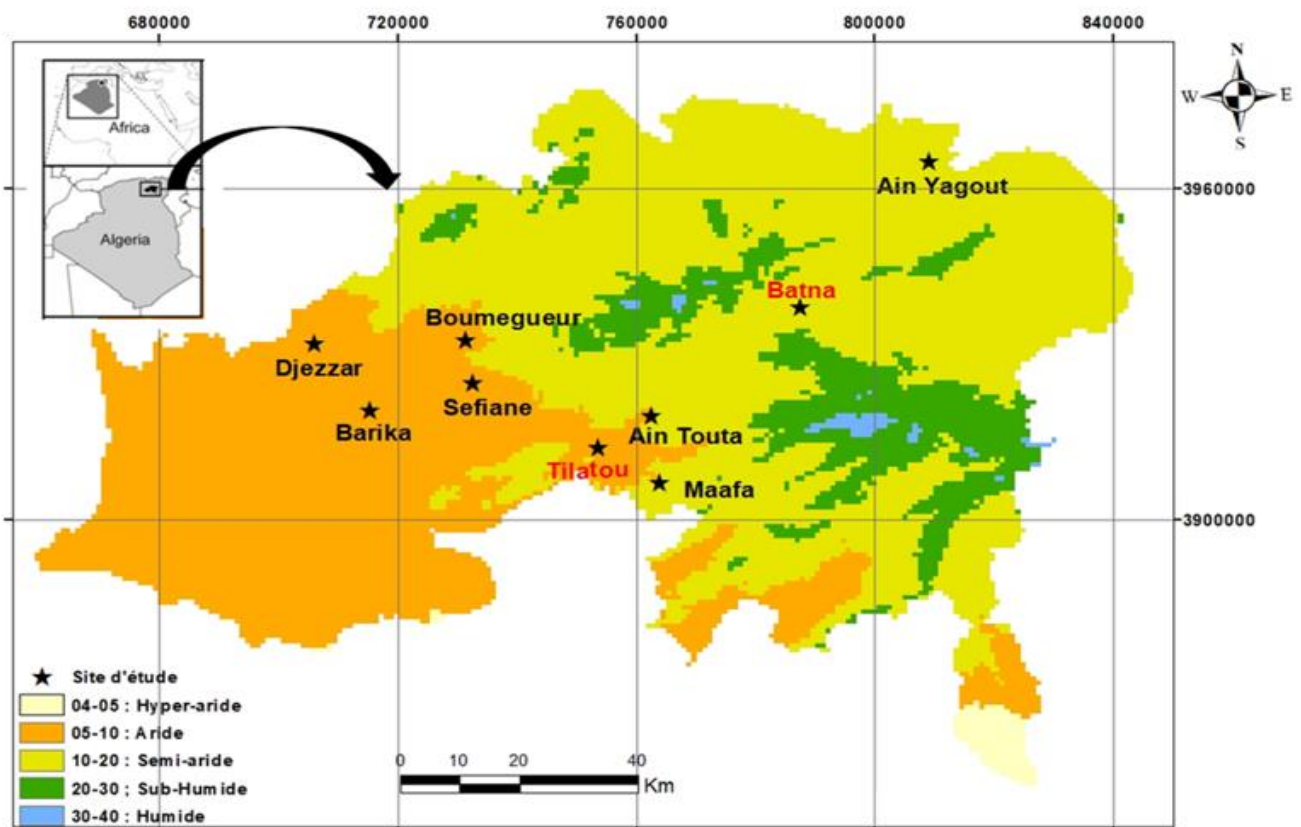 680000
720000
760000
800000
840000
N
W
E
S
Africa
Algeria
Ain Yagout
3960000
Batna
Boumegueur
Djezzar
Sefiane
Barika
Ain Touta
Tilatou
Maafa
3900000
Site d'étude
04-05 : Hyper-aride
05-10 : Aride
10-20 : Semi-aride
20-30 ; Sub-Humide
30-40 : Humide
0 10 20 40
Km